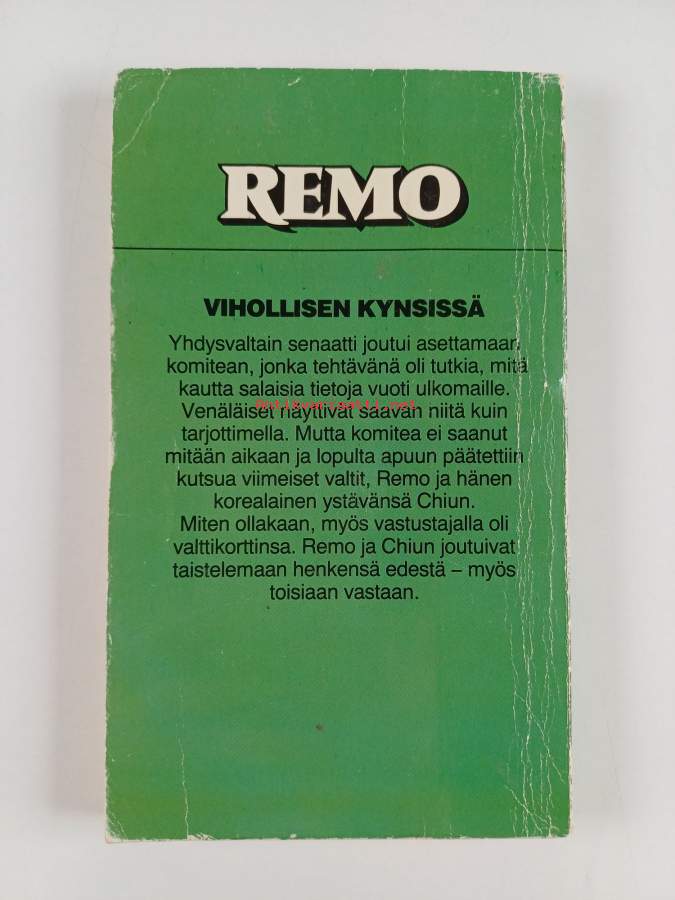 REMO
VIHOLLISEN KYNSISSÄ
Yhdysvaltain senaatti joutui asettamaan
komitean, jonka tehtävänä oli tutkia, mitä
kautta salaisia tietoja vuoti ulkomaille.
Antikvariaatti.net
Venäläiset näyttivät saavan niitä kuin
tarjottimella. Mutta komitea ei saanut
mitään aikaan ja lopulta apuun päätettiin
kutsua viimeiset valtit, Remo ja hänen
korealainen ystävänsä Chiun.
Miten ollakaan, myös vastustajalla oli
valttikorttinsa. Remo ja Chiun joutuivat
taistelemaan henkensä edestä – myös
toisiaan vastaan.